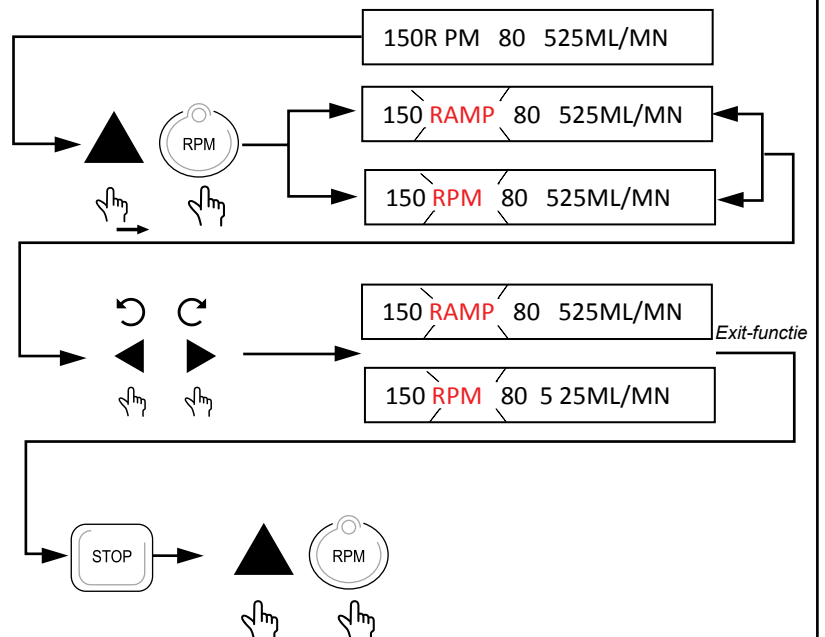 150R PM 80 525ML/MN
150 RAMP 80 525ML/MN
RPM
150 RPM 80 525ML/MN
150 RAMP 80 525ML/MN
Exit-functie
150 RPM 80 5 25ML/MN
STOP
RPM